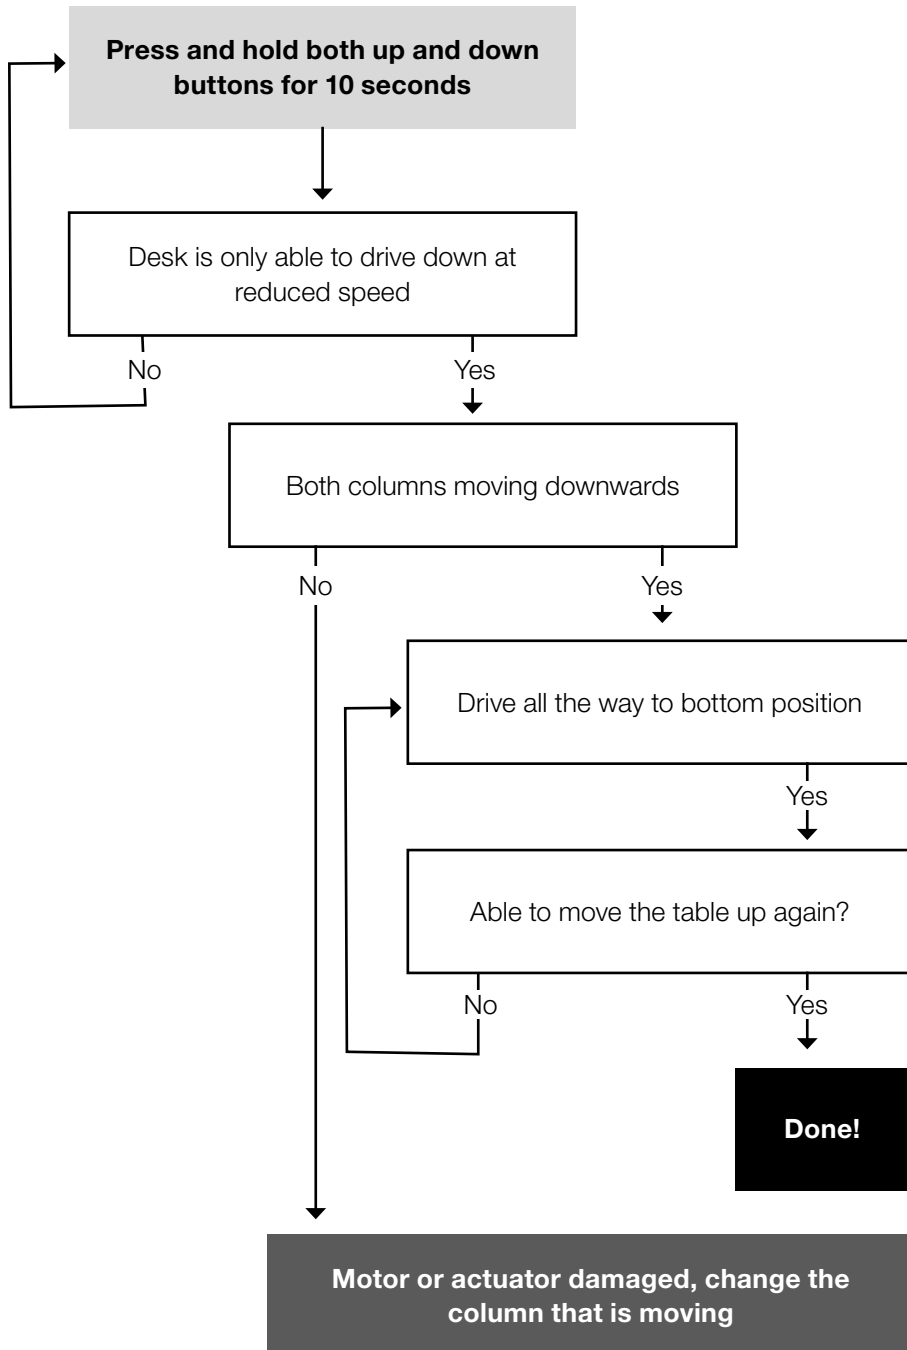 Press and hold both up and down
buttons for 10 seconds
Desk is only able to drive down at
reduced speed
No
Yes
Both columns moving downwards
No
Yes
Drive all the way to bottom position
Yes
Able to move the table up again?
No
Yes
Done!
Motor or actuator damaged, change the
column that is moving